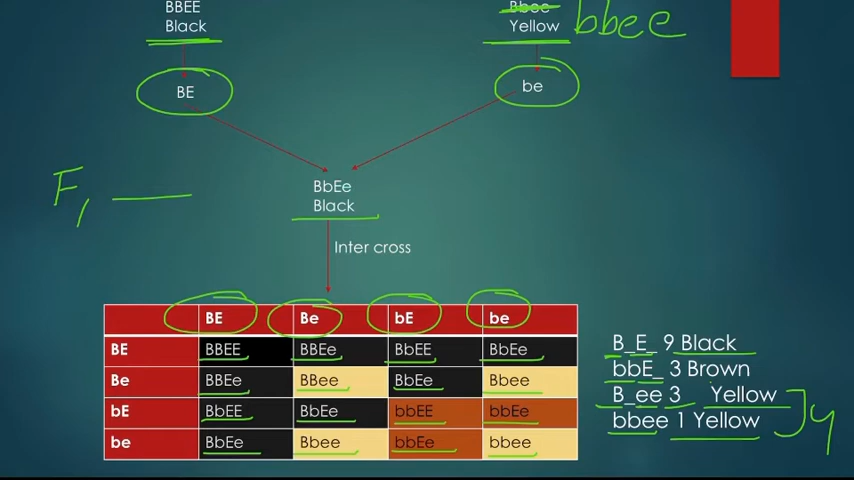 BBEE
Black
Bbee
Yellow
bbee
BE
be
F1
BbEe
Black
Inter cross
BE Be bE be
BE BBEE BBEe BbEE BbEe
Be BBEe BBee BbEe Bbee
bE BbEE BbEe bbEE bbEe
be BbEe Bbee bbEe bbee
B_E_ 9 Black
bbE_ 3 Brown
B_ee 3 Yellow
bbee 1 Yellow
4